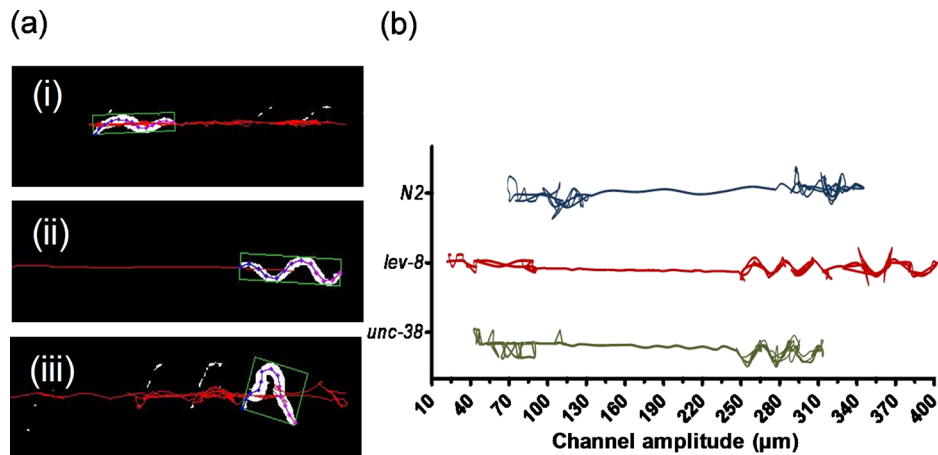 (a)
(i)
(ii)
(iii)
(b)
N2
lev-8
unc-38
10 40 70 100 130 160 190 220 250 280 310 340 370 400
Channel amplitude (µm)